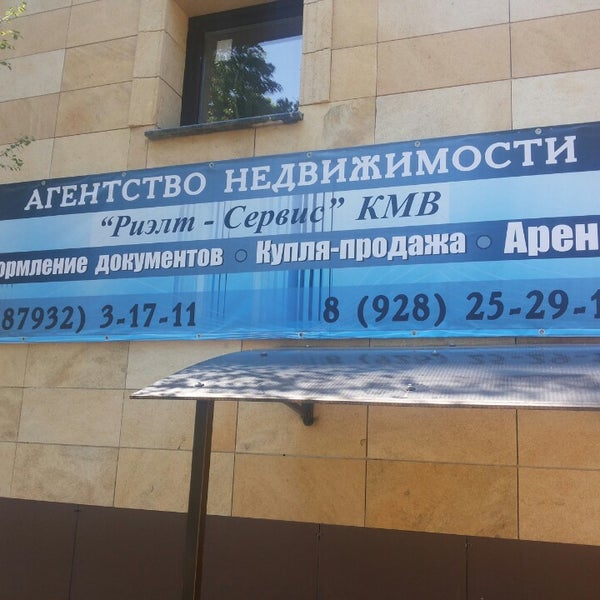 АГЕНТСТВО НЕДВИЖИМОСТИ
"Риэлт - Сервис" КМВ
ормление документов ○ Купля-продажа ○ Арен
87932) 3-17-11 8 (928) 25-29-1